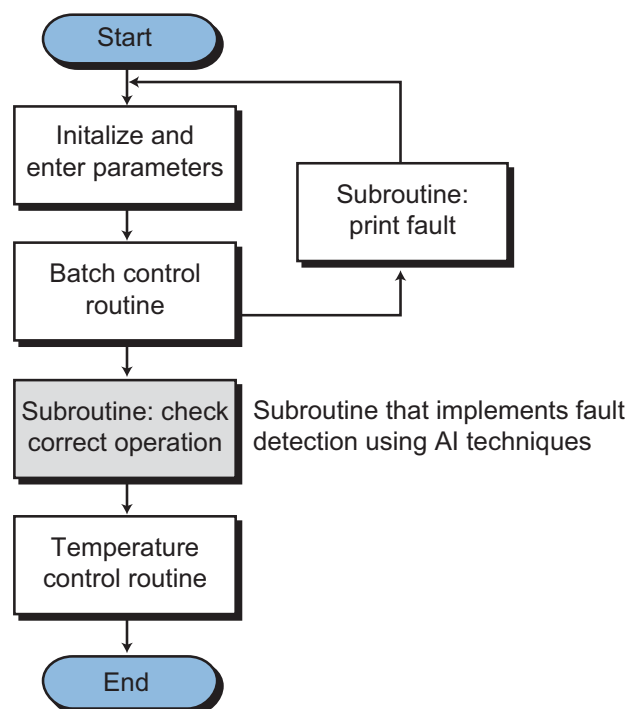 Start
Initalize and
enter parameters
Subroutine:
print fault
Batch control
routine
Subroutine: check
correct operation
Subroutine that implements fault
detection using AI techniques
Temperature
control routine
End